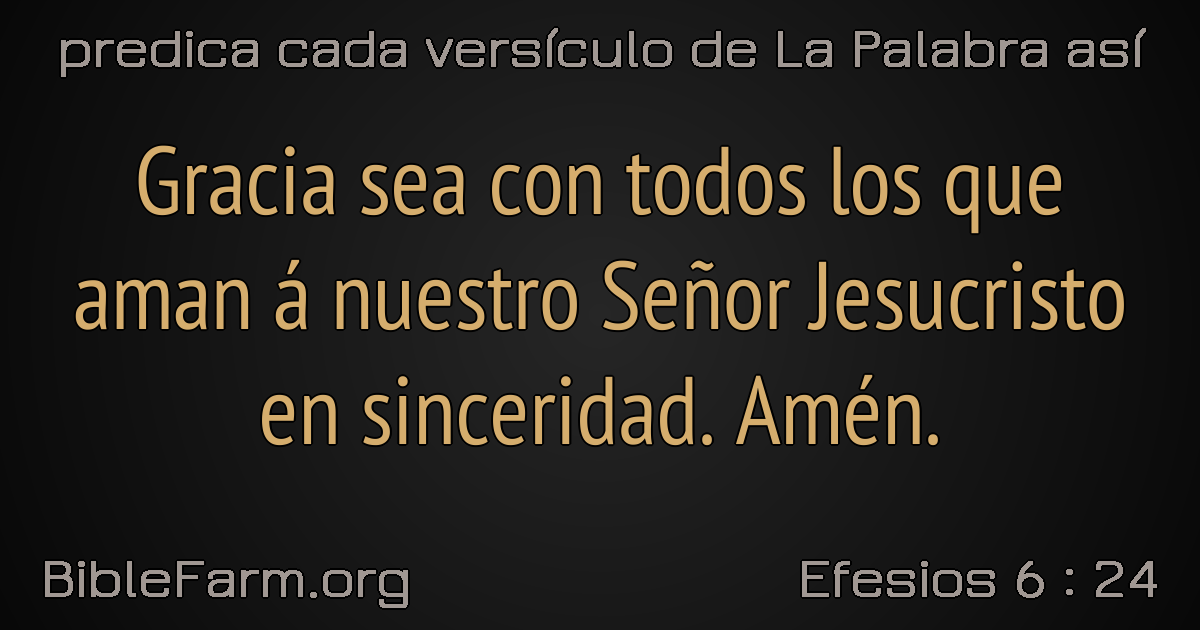 predica cada versículo de La Palabra así
Gracia sea con todos los que
aman á nuestro Señor Jesucristo
en sinceridad. Amén.
BibleFarm.org
Efesios 6 : 24